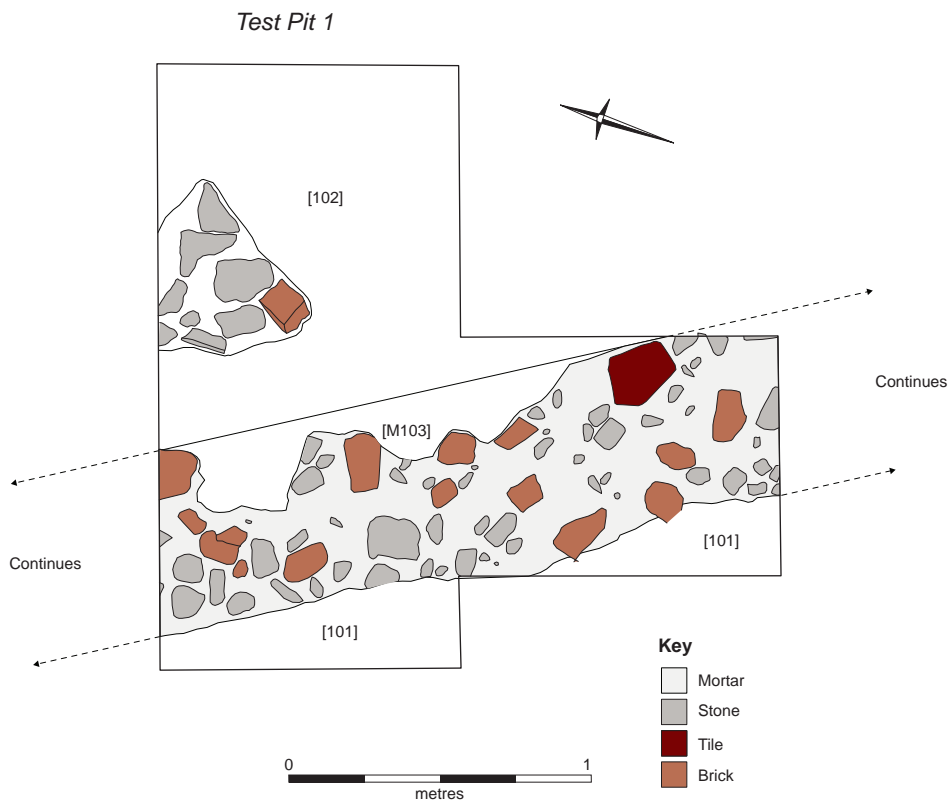 Test Pit 1
[102]
Continues
[M103]
Continues
[101]
[101]
Key
Mortar
Stone
Tile
Brick
0 1
metres